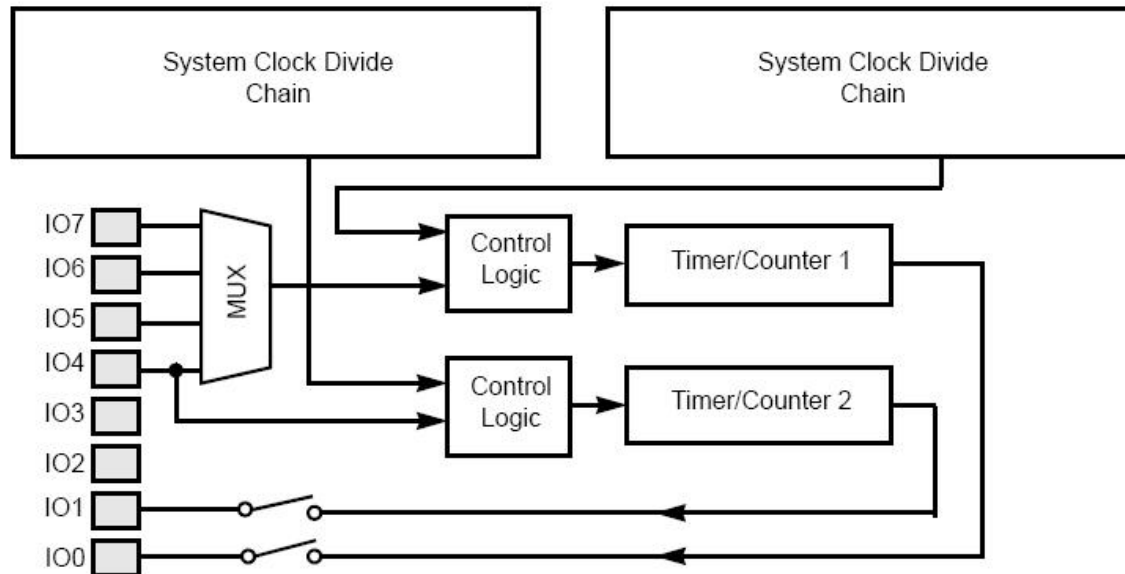 System Clock Divide
Chain
System Clock Divide
Chain
IO7
IO6
IO5
IO4
IO3
IO2
IO1
IO0
MUX
Control
Logic
Timer/Counter 1
Control
Logic
Timer/Counter 2